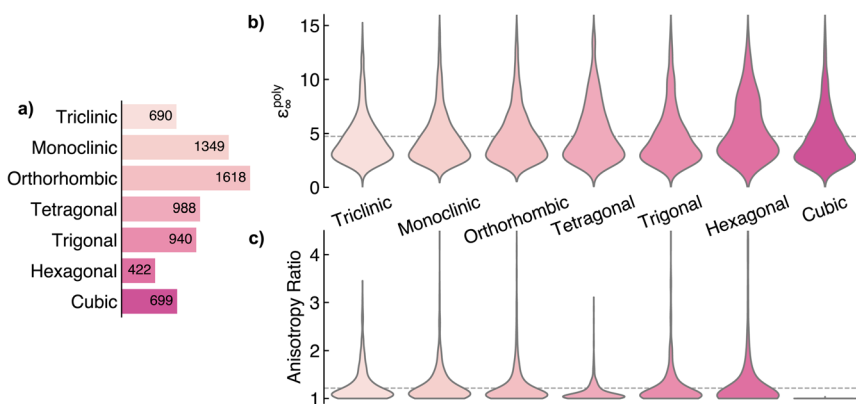 a)
Triclinic 690
Monoclinic 1349
Orthorhombic 1618
Tetragonal 988
Trigonal 940
Hexagonal 422
Cubic 699
b)
ε∞poly
15
10
5
0
Triclinic Monoclinic Orthorhombic Tetragonal Trigonal Hexagonal Cubic
c)
Anisotropy Ratio
4
3
2
1